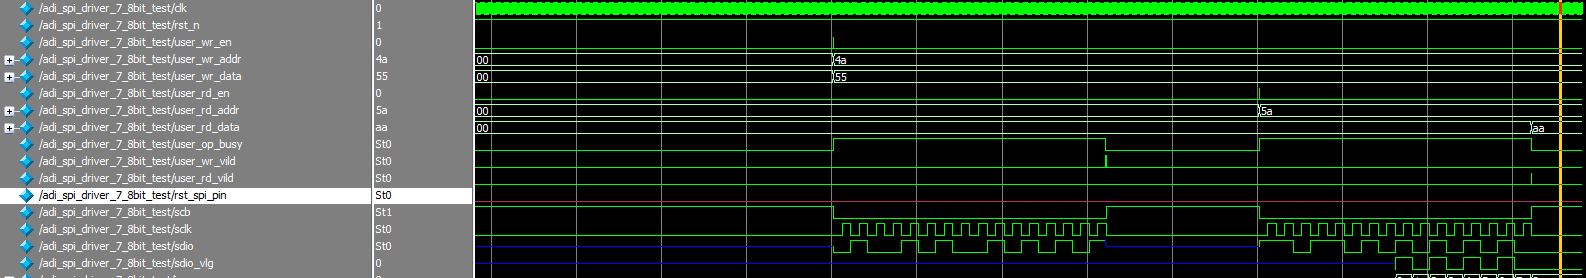 /adi_spi_driver_7_8bit_test/clk 0
/adi_spi_driver_7_8bit_test/rst_n 1
/adi_spi_driver_7_8bit_test/user_wr_en 0
/adi_spi_driver_7_8bit_test/user_wr_addr 4a 00 4a
/adi_spi_driver_7_8bit_test/user_wr_data 55 00 55
/adi_spi_driver_7_8bit_test/user_rd_en 0
/adi_spi_driver_7_8bit_test/user_rd_addr 5a 00 5a
/adi_spi_driver_7_8bit_test/user_rd_data aa 00 aa
/adi_spi_driver_7_8bit_test/user_op_busy St0
/adi_spi_driver_7_8bit_test/user_wr_vild St0
/adi_spi_driver_7_8bit_test/user_rd_vild St0
/adi_spi_driver_7_8bit_test/rst_spi_pin St0
/adi_spi_driver_7_8bit_test/scb St1
/adi_spi_driver_7_8bit_test/sclk St0
/adi_spi_driver_7_8bit_test/sdio St0
/adi_spi_driver_7_8bit_test/sdio_vlg 0